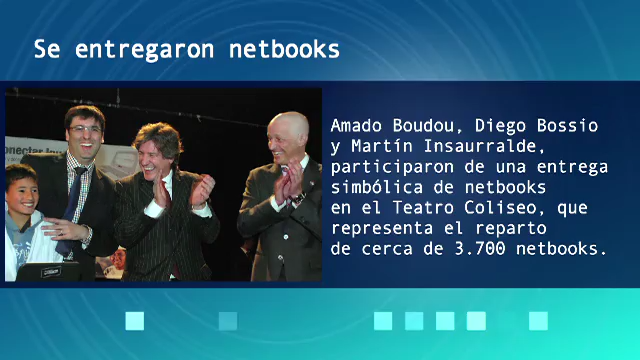 Se entregaron netbooks
Amado Boudou, Diego Bossio
y Martín Insaurralde,
participaron de una entrega
simbólica de netbooks
en el Teatro Coliseo, que
representa el reparto
de cerca de 3.700 netbooks.